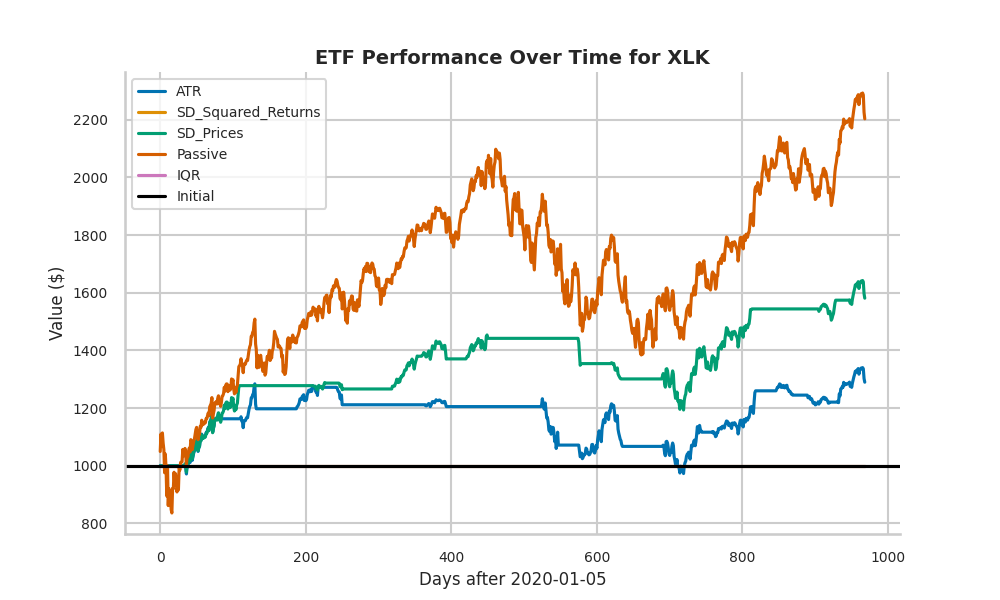 ETF Performance Over Time for XLK
ATR
SD_Squared_Returns
SD_Prices
Passive
IQR
Initial
Value ($)
2200
2000
1800
1600
1400
1200
1000
800
0 200 400 600 800 1000
Days after 2020-01-05